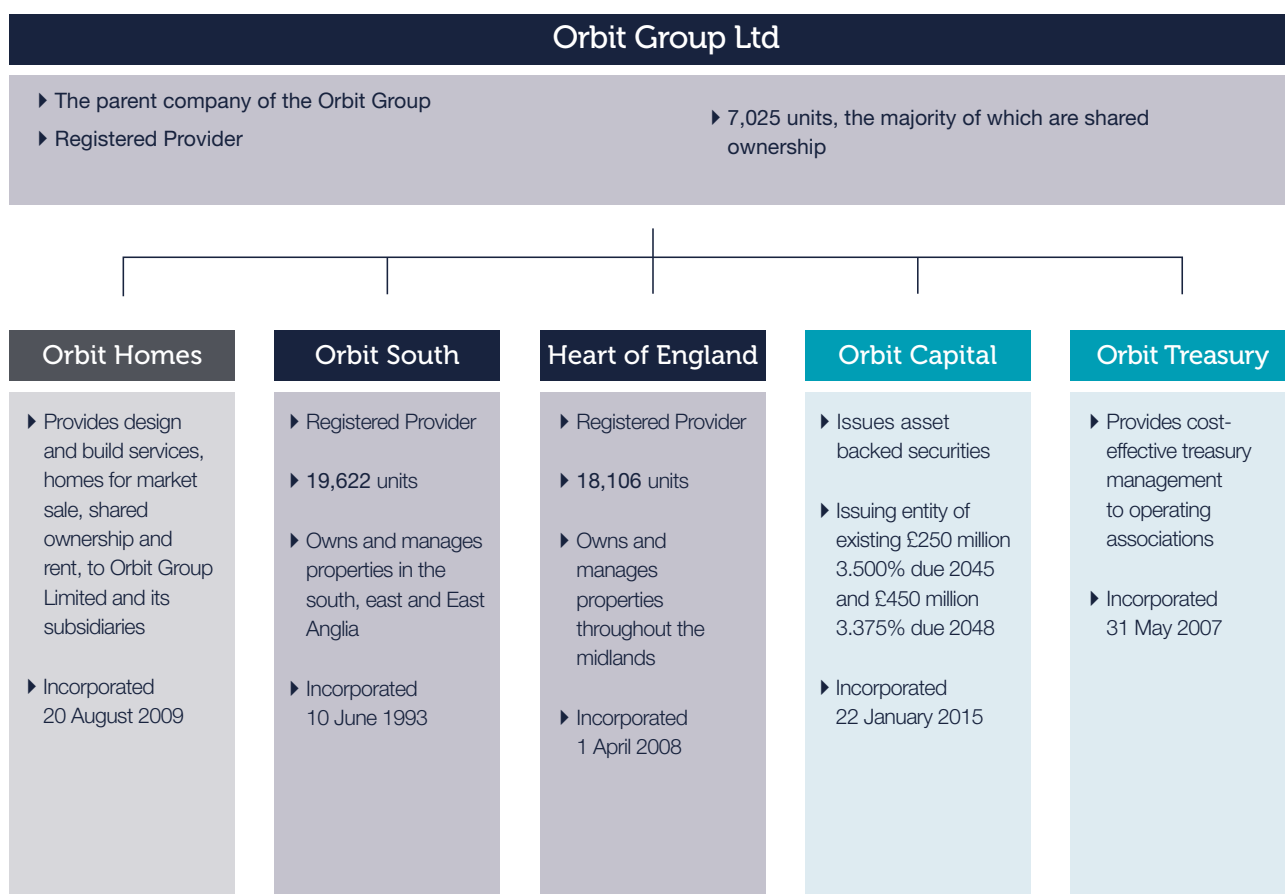 Orbit Group Ltd
The parent company of the Orbit Group
Registered Provider
7,025 units, the majority of which are shared
ownership
Orbit Homes
Provides design
and build services,
homes for market
sale, shared
ownership and
rent, to Orbit Group
Limited and its
subsidiaries
Incorporated
20 August 2009
Orbit South
Registered Provider
19,622 units
Owns and manages
properties in the
south, east and East
Anglia
Incorporated
10 June 1993
Heart of England
Registered Provider
18,106 units
Owns and
manages
properties
throughout the
midlands
Incorporated
1 April 2008
Orbit Capital
Issues asset
backed securities
Issuing entity of
existing £250 million
3.500% due 2045
and £450 million
3.375% due 2048
Incorporated
22 January 2015
Orbit Treasury
Provides cost-
effective treasury
management
to operating
associations
Incorporated
31 May 2007